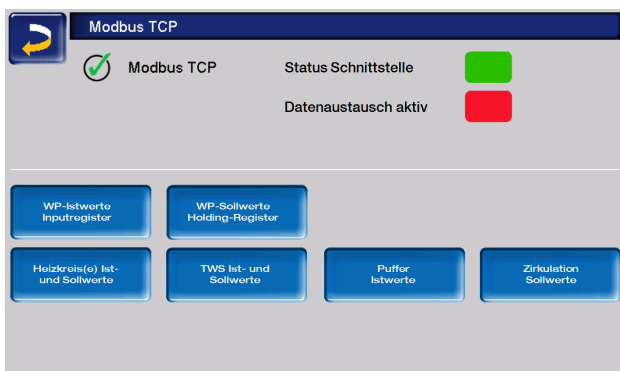 Modbus TCP
Modbus TCP
Status Schnittstelle
Datenaustausch aktiv
WP-Istwerte
Inputregister
WP-Sollwerte
Holding-Register
Heizkreis(e) Ist-
und Sollwerte
TWS Ist- und
Sollwerte
Puffer
Istwerte
Zirkulation
Sollwerte